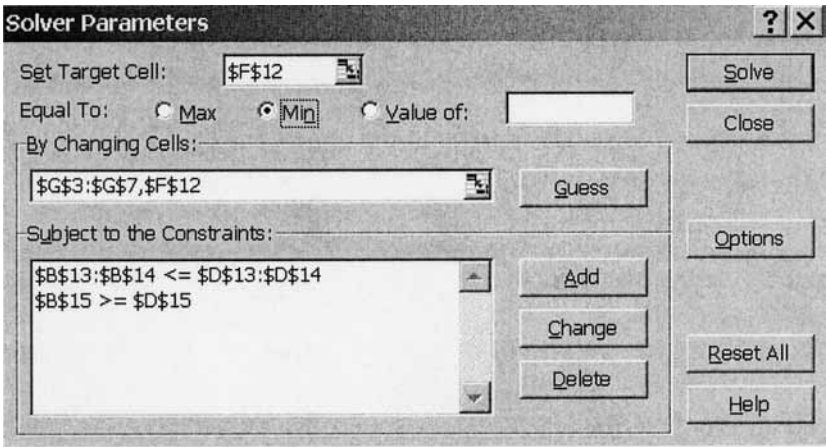 Solver Parameters
? X
Set Target Cell: $F$12 Solve
Equal To: Max Min Value of: Close
By Changing Cells:
$G$3:$G$7,$F$12 Guess
Subject to the Constraints: Options
$B$13:$B$14 <= $D$13:$D$14 Add
$B$15 >= $D$15
Change
Reset All
Delete
Help